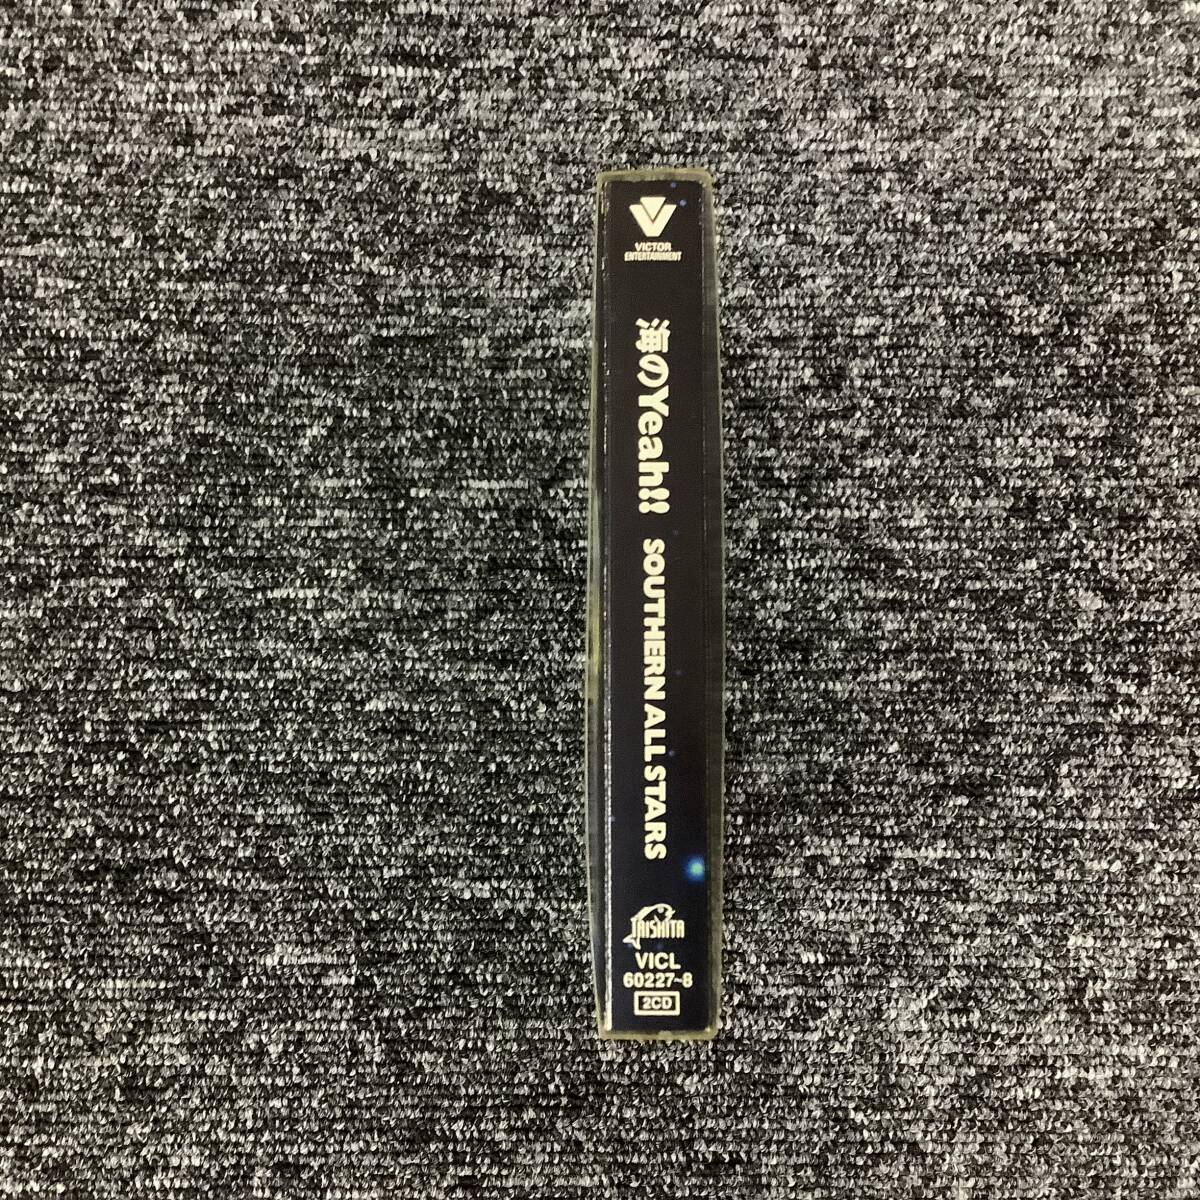 VICTOR
ENTERTAINMENT
海のYeah!! SOUTHERN ALL STARS
TAISHITA
VICL
60227~8
2CD